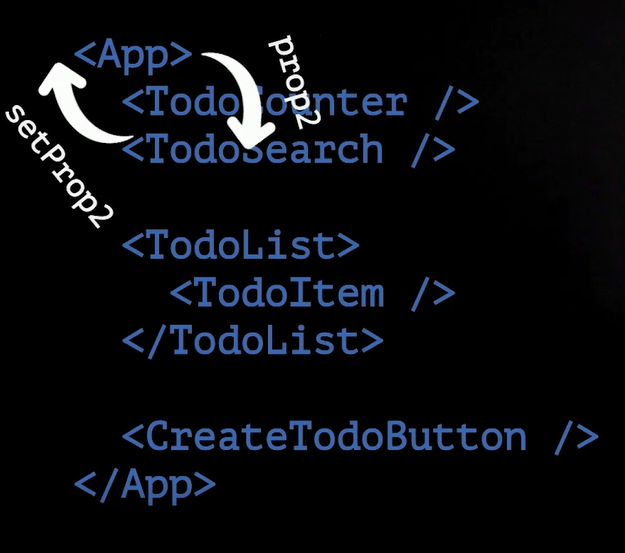 <App>
prop2
<TodoCounter />
setProp2
<TodoSearch />
<TodoList>
<TodoItem />
</TodoList>
<CreateTodoButton />
</App>